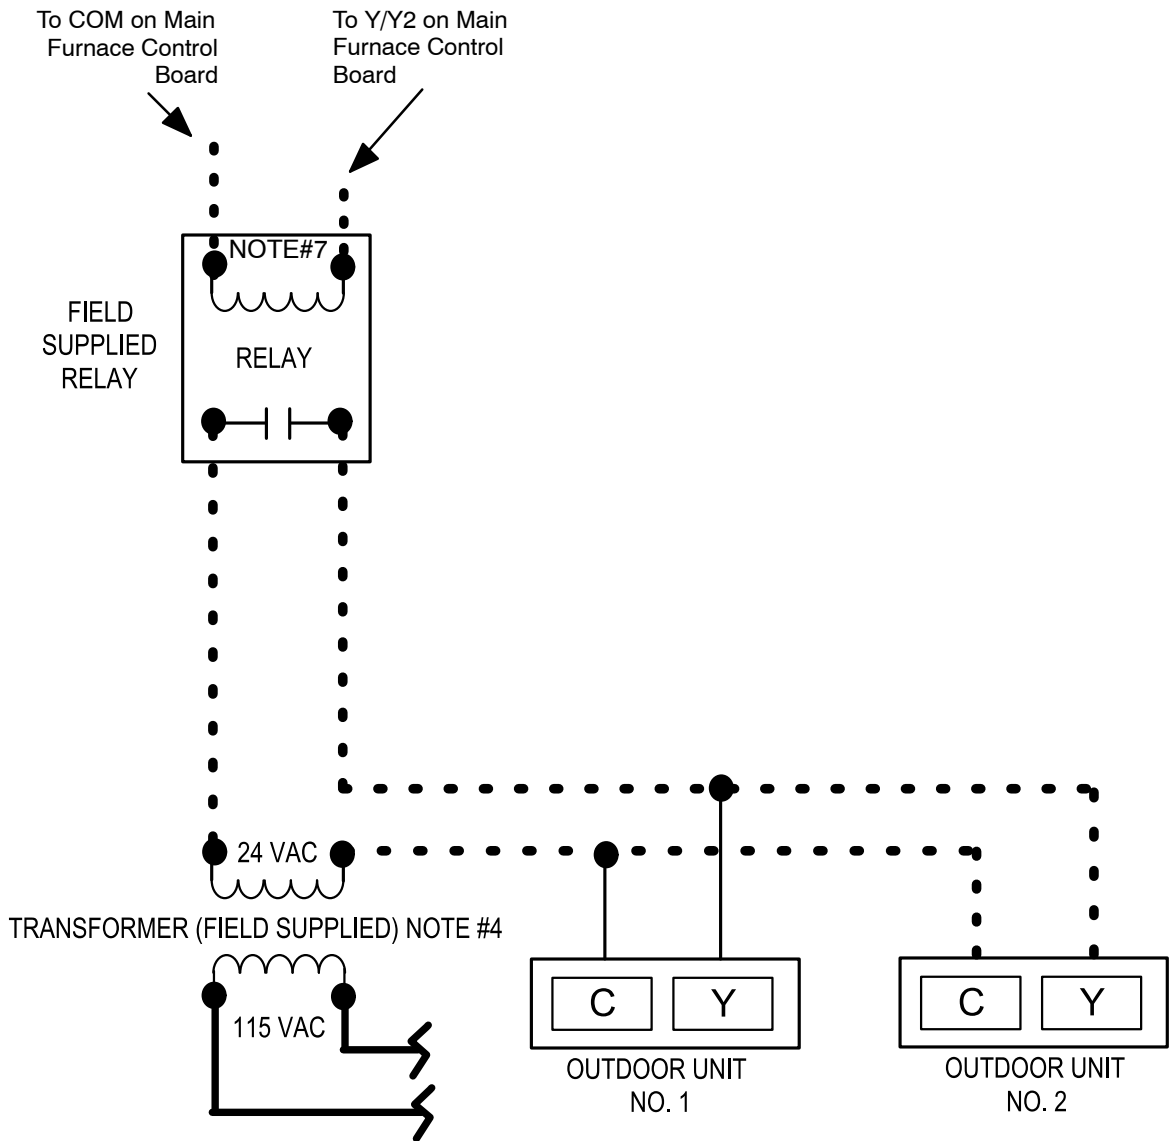 To COM on Main
Furnace Control
Board
To Y/Y2 on Main
Furnace Control
Board
NOTE#7
FIELD
SUPPLIED
RELAY
RELAY
24 VAC
TRANSFORMER (FIELD SUPPLIED) NOTE #4
115 VAC
C Y
OUTDOOR UNIT
NO. 1
C Y
OUTDOOR UNIT
NO. 2